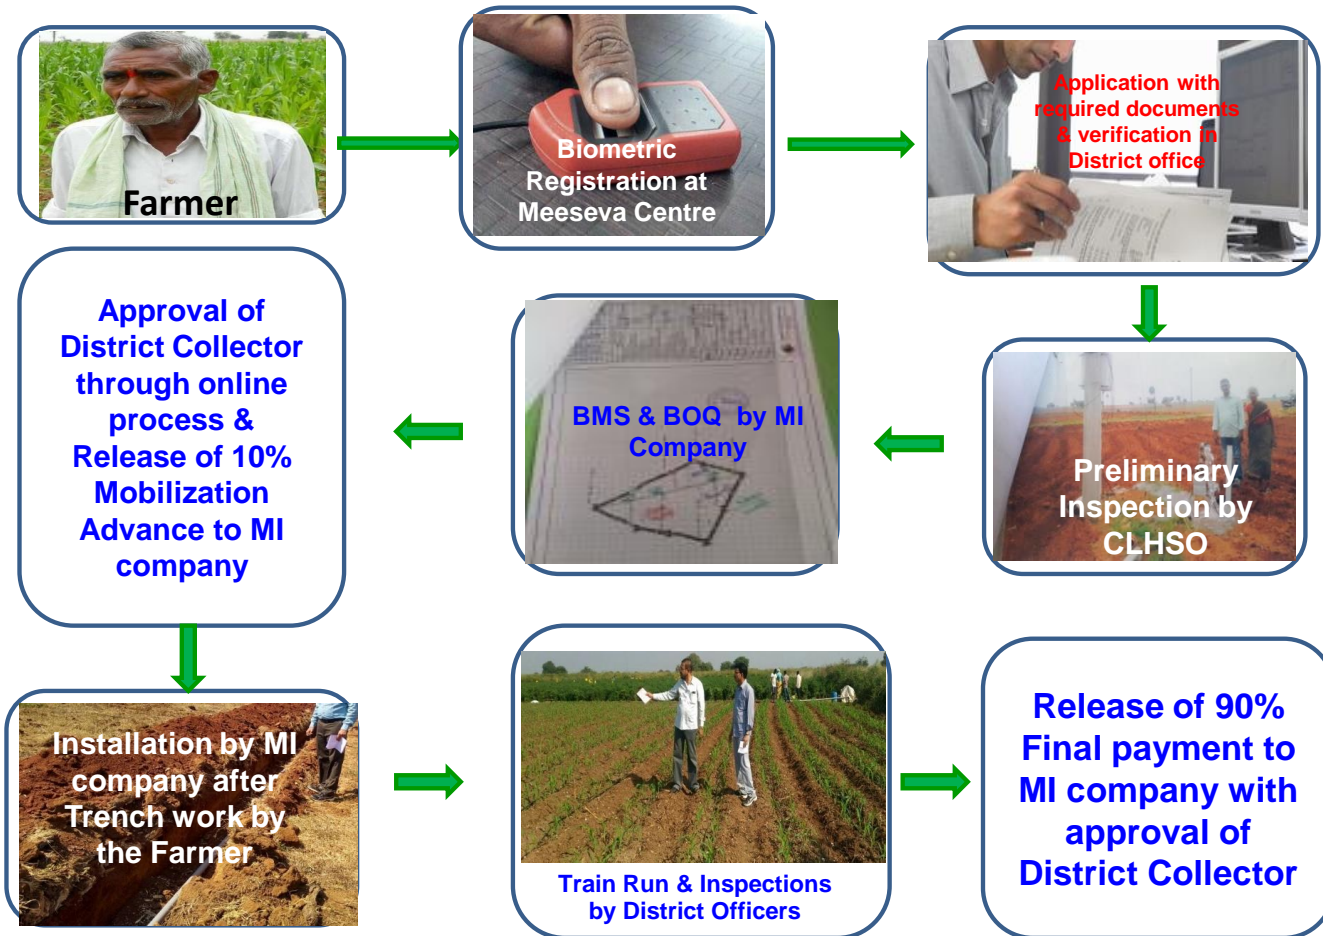 Farmer
Biometric
Registration at
Meeseva Centre
Application with
required documents
& verification in
District office
Preliminary
Inspection by
CLHSO
BMS & BOQ by MI
Company
Approval of
District Collector
through online
process &
Release of 10%
Mobilization
Advance to MI
company
Installation by MI
company after
Trench work by
the Farmer
Train Run & Inspections
by District Officers
Release of 90%
Final payment to
MI company with
approval of
District Collector